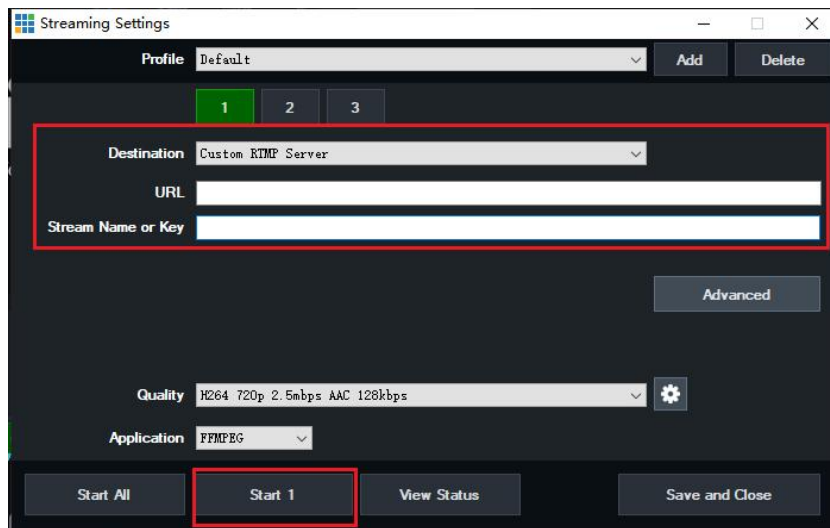 Streaming Settings
Profile Default Add Delete
1 2 3
Destination Custom RTMP Server
URL
Stream Name or Key
Advanced
Quality H264 720p 2.5mbps AAC 128kbps
Application FFMPEG
Start All Start 1 View Status Save and Close